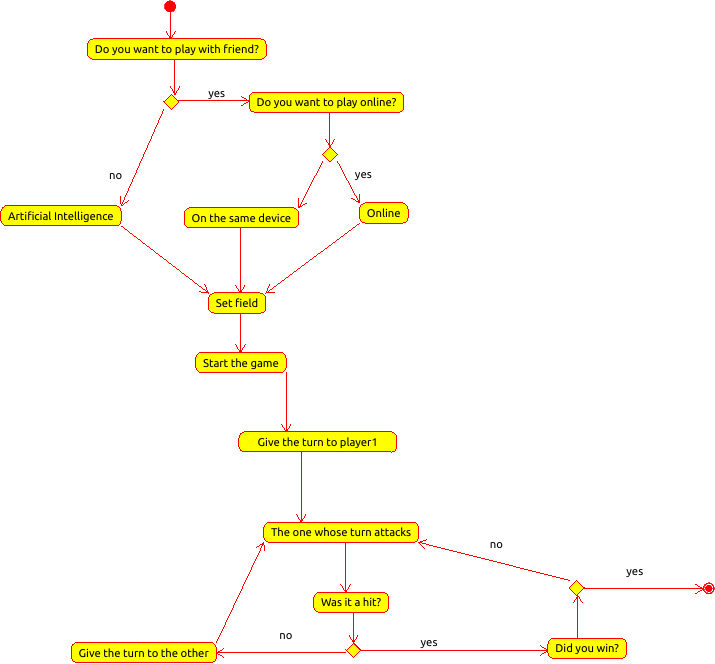 Do you want to play with friend?
yes
Do you want to play online?
no
yes
Artificial Intelligence
On the same device
Online
Set field
Start the game
Give the turn to player1
The one whose turn attacks
no
yes
Was it a hit?
no
yes
Give the turn to the other
Did you win?